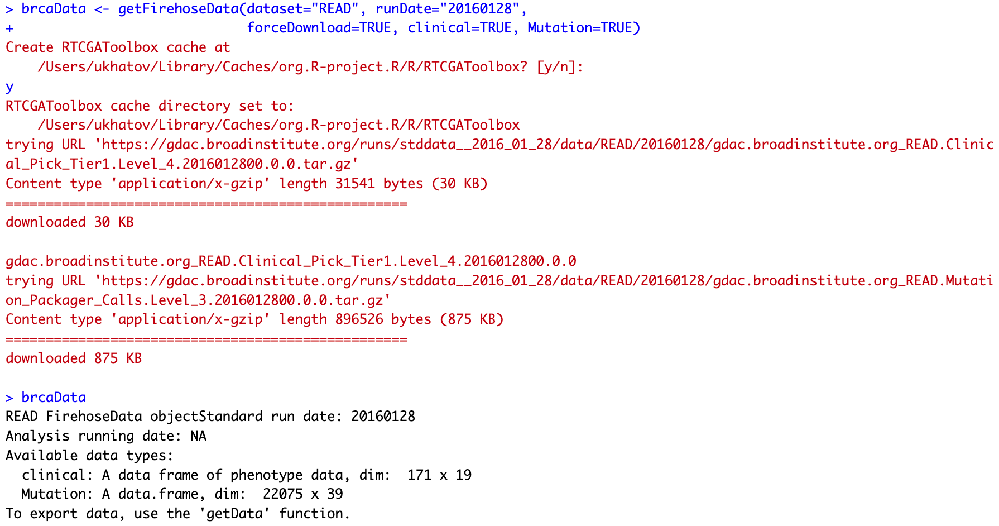 > brcaData <- getFirehoseData(dataset="READ", runDate="20160128",
+                              forceDownload=TRUE, clinical=TRUE, Mutation=TRUE)
Create RTCGAToolbox cache at
    /Users/ukhatov/Library/Caches/org.R-project.R/R/RTCGAToolbox? [y/n]:
y
RTCGAToolbox cache directory set to:
    /Users/ukhatov/Library/Caches/org.R-project.R/R/RTCGAToolbox
trying URL 'https://gdac.broadinstitute.org/runs/stddata__2016_01_28/data/READ/20160128/gdac.broadinstitute.org_READ.Clinic
al_Pick_Tier1.Level_4.2016012800.0.0.tar.gz'
Content type 'application/x-gzip' length 31541 bytes (30 KB)
==================================================
downloaded 30 KB

gdac.broadinstitute.org_READ.Clinical_Pick_Tier1.Level_4.2016012800.0.0
trying URL 'https://gdac.broadinstitute.org/runs/stddata__2016_01_28/data/READ/20160128/gdac.broadinstitute.org_READ.Mutati
on_Packager_Calls.Level_3.2016012800.0.0.tar.gz'
Content type 'application/x-gzip' length 896526 bytes (875 KB)
==================================================
downloaded 875 KB

> brcaData
READ FirehoseData objectStandard run date: 20160128
Analysis running date: NA
Available data types:
  clinical: A data frame of phenotype data, dim:  171 x 19
  Mutation: A data.frame, dim:  22075 x 39
To export data, use the 'getData' function.